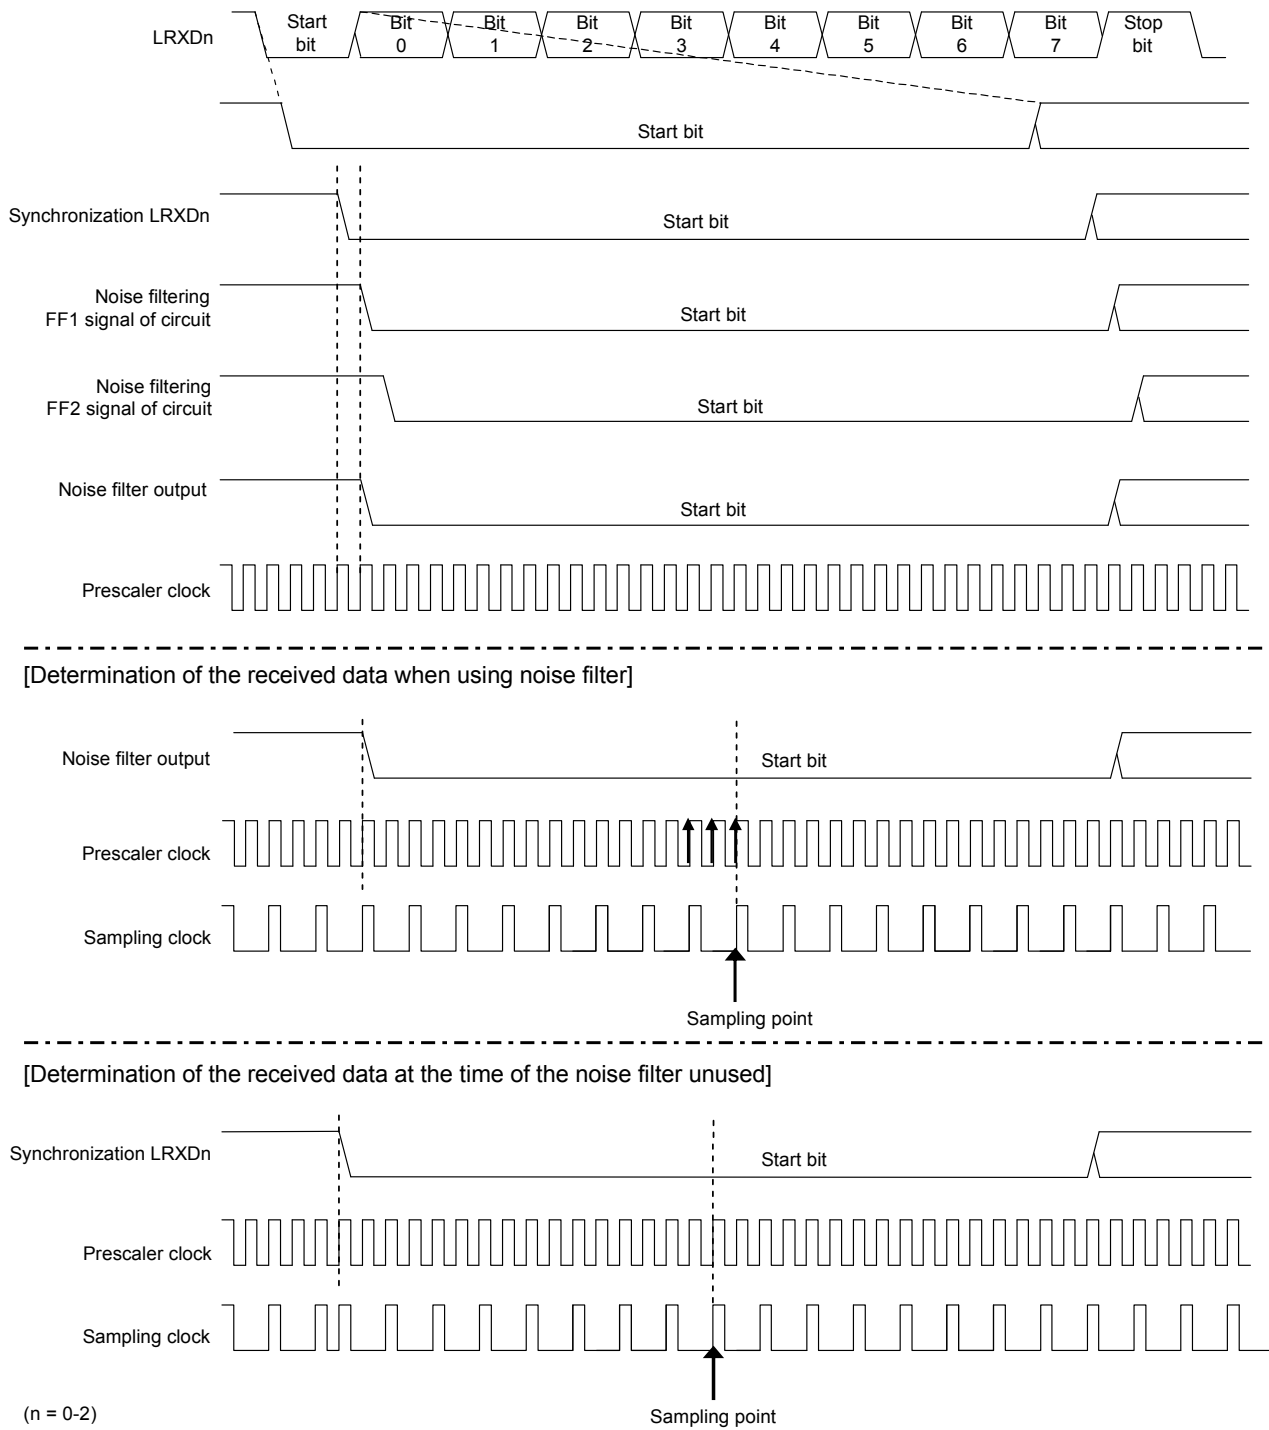 LRXDn
Start bit
Bit 0
Bit 1
Bit 2
Bit 3
Bit 4
Bit 5
Bit 6
Bit 7
Stop bit
Start bit
Synchronization LRXDn
Start bit
Noise filtering
FF1 signal of circuit
Start bit
Noise filtering
FF2 signal of circuit
Start bit
Noise filter output
Start bit
Prescaler clock
[Determination of the received data when using noise filter]
Noise filter output
Start bit
Prescaler clock
Sampling clock
Sampling point
[Determination of the received data at the time of the noise filter unused]
Synchronization LRXDn
Start bit
Prescaler clock
Sampling clock
Sampling point
(n = 0-2)